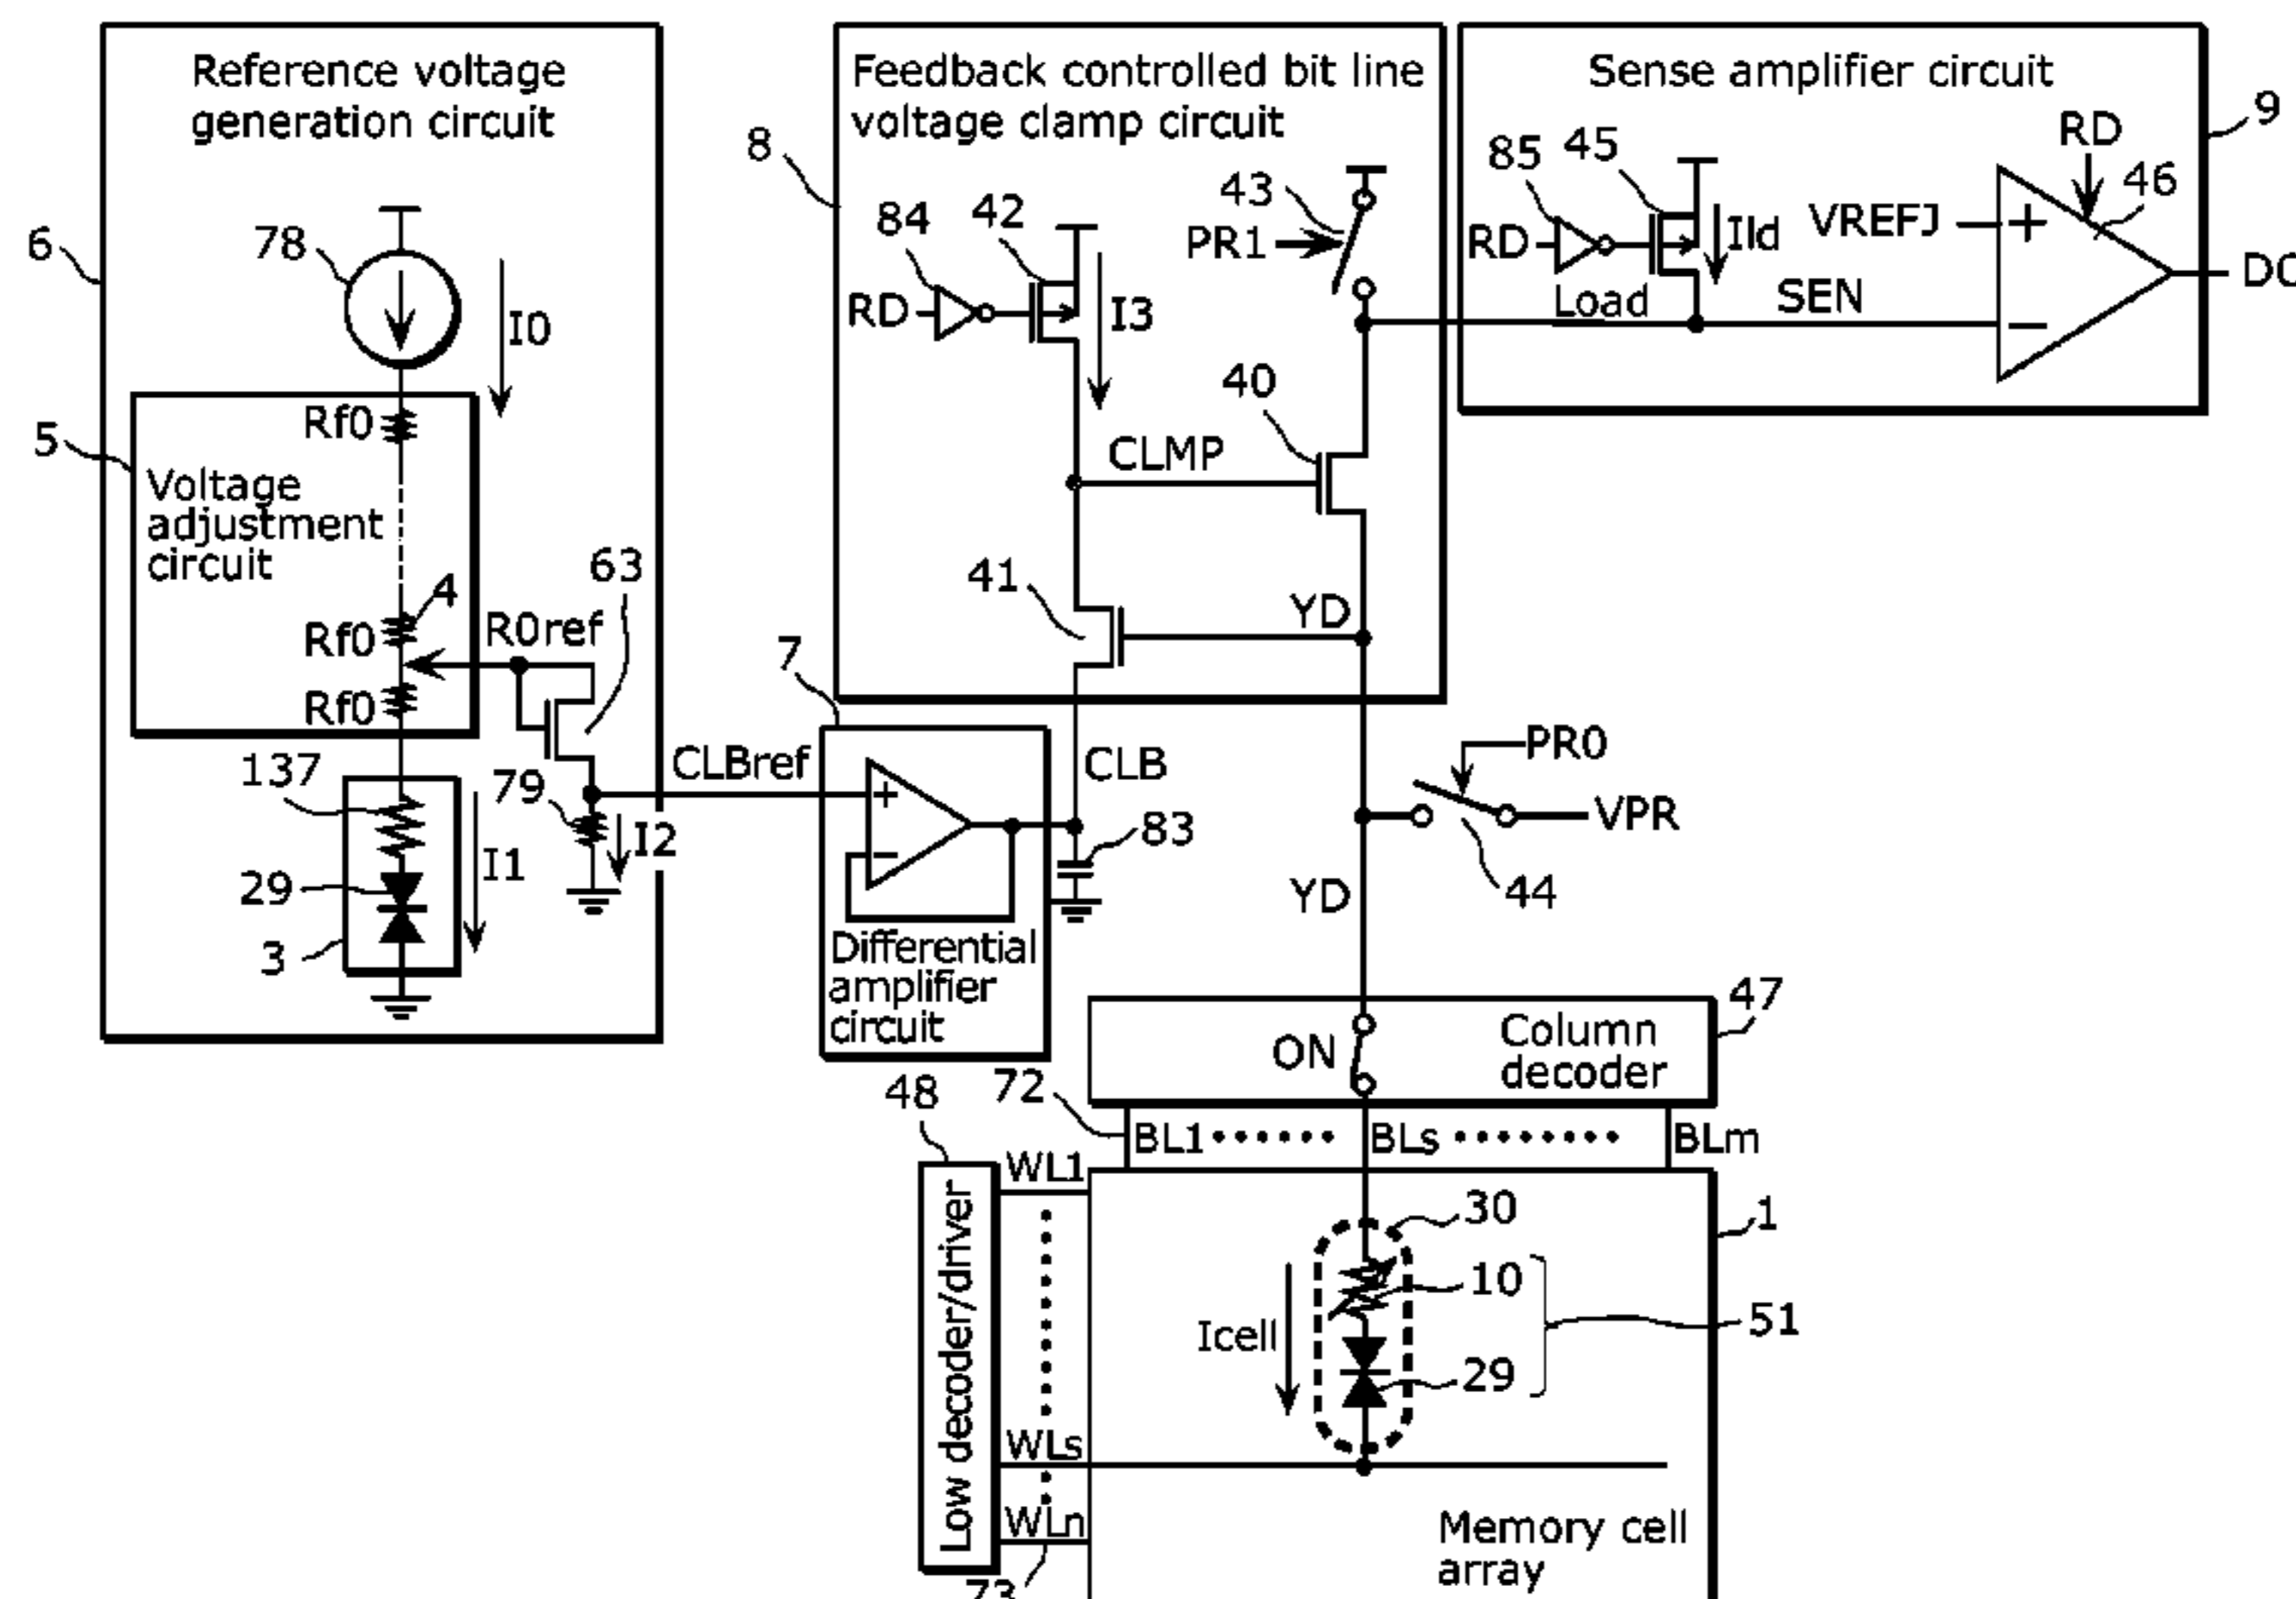 Reference voltage
generation circuit
6
78
I0
5
Rf0
Voltage
adjustment
circuit
4
Rf0
R0ref
63
Rf0
137
79
I2
I1
29
3
CLBref
Feedback controlled bit line
voltage clamp circuit
8
84
42
43
PR1
RD
I3
40
CLMP
41
YD
7
CLB
83
Differential
amplifier
circuit
Sense amplifier circuit
9
85
45
RD
46
VREFJ
+
RD
Ild
Load
SEN
−
DO
PR0
VPR
44
YD
47
Column
decoder
ON
72
48
BL1
BLs
BLm
WL1
Low decoder/driver
30
1
10
51
Icell
29
WLs
WLn
73
Memory cell
array